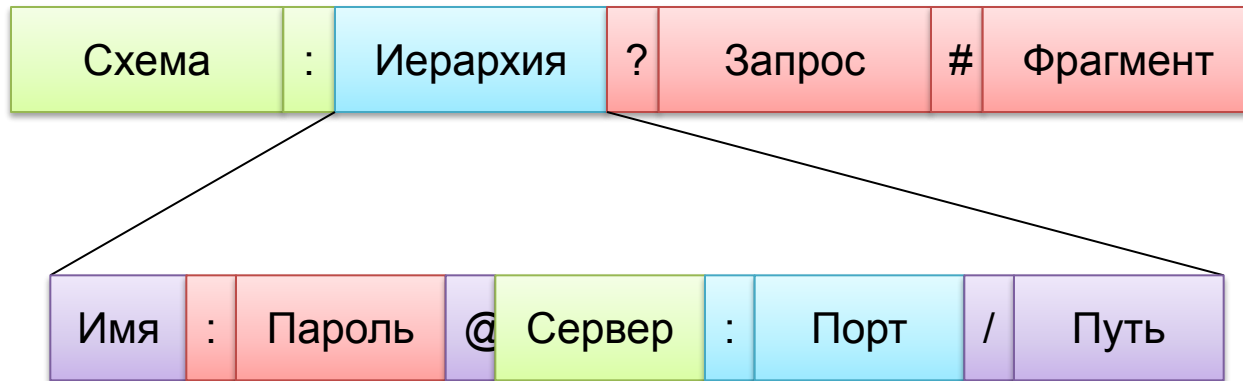 Схема : Иерархия ? Запрос # Фрагмент
Имя : Пароль @ Сервер : Порт / Путь